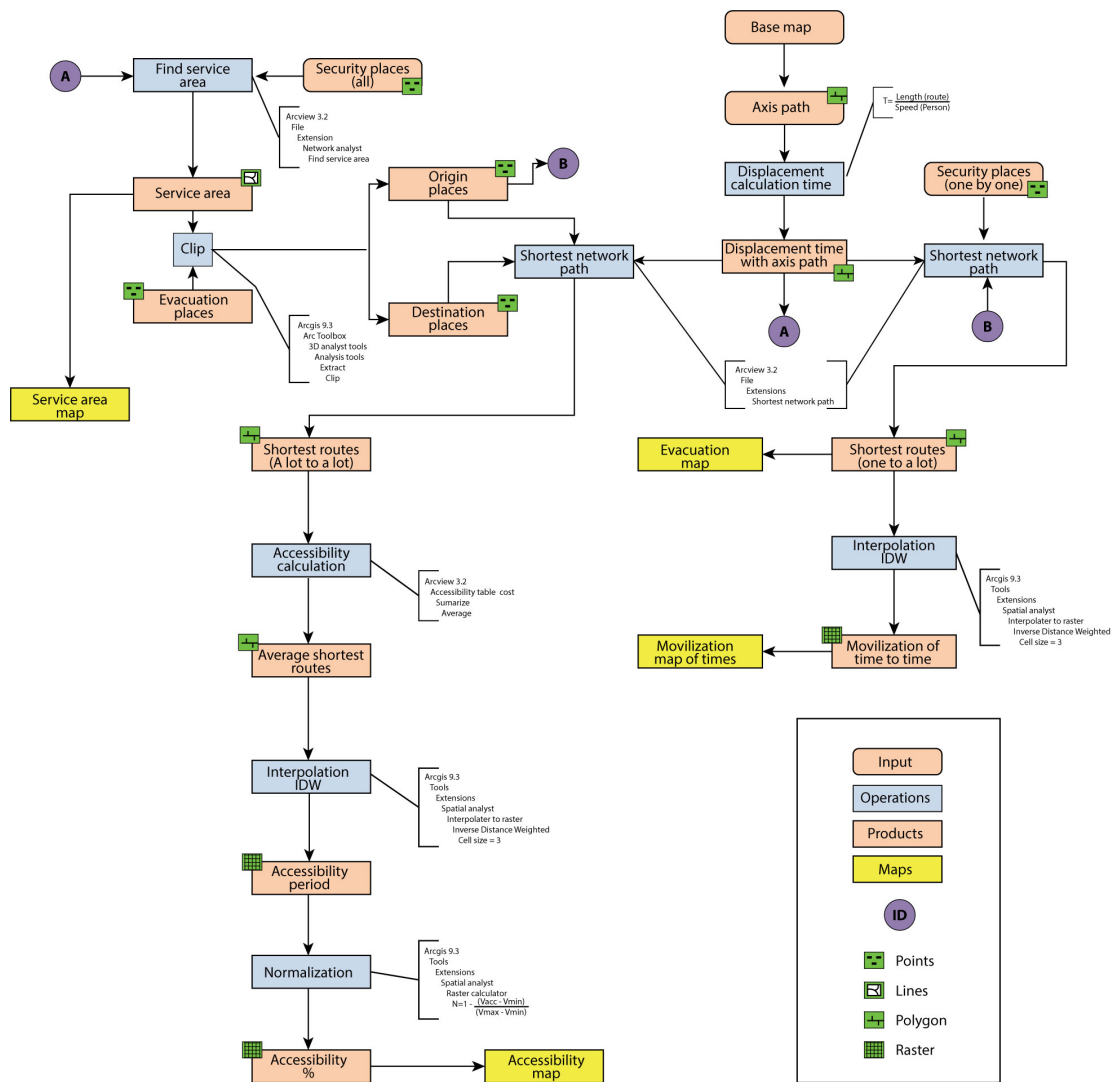 Base map
A
Find service
area
Security places
(all)
Axis path
T= Length (route)
Speed (Person)
Arcview 3.2
File
Extension
Network analyst
Find service area
Origin
places
B
Displacement
calculation time
Security places
(one by one)
Service area
Clip
Shortest network
path
Displacement time
with axis path
Shortest network
path
Evacuation
places
Destination
places
A
B
Arcgis 9.3
Arc Toolbox
3D analyst tools
Analysis tools
Extract
Clip
Arcview 3.2
File
Extensions
Shortest network path
Service area
map
Shortest routes
(A lot to a lot)
Evacuation
map
Shortest routes
(one to a lot)
Accessibility
calculation
Arcview 3.2
Accessibility table cost
Sumarize
Average
Interpolation
IDW
Arcgis 9.3
Tools
Extensions
Spatial analyst
Interpolater to raster
Inverse Distance Weighted
Cell size = 3
Average shortest
routes
Movilization
map of times
Movilization of
time to time
Interpolation
IDW
Arcgis 9.3
Tools
Extensions
Spatial analyst
Interpolater to raster
Inverse Distance Weighted
Cell size = 3
Accessibility
period
Normalization
Arcgis 9.3
Tools
Extensions
Spatial analyst
Raster calculator
N=1 - (Vacc - Vmin)
(Vmax - Vmin)
Accessibility
%
Accessibility
map
Input
Operations
Products
Maps
ID
Points
Lines
Polygon
Raster